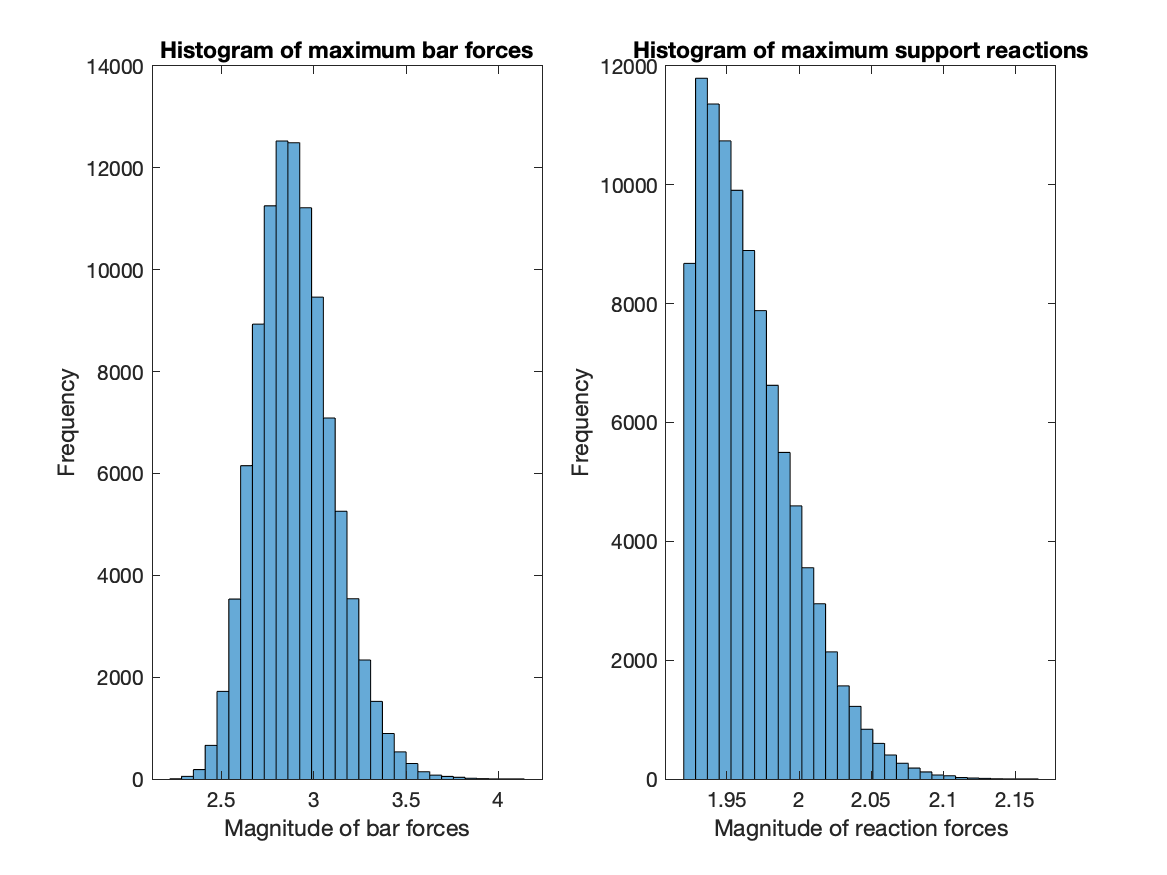 Histogram of maximum bar forces
14000
12000
10000
8000
6000
4000
2000
0
Frequency
2.5 3 3.5 4
Magnitude of bar forces
Histogram of maximum support reactions
12000
10000
8000
6000
4000
2000
0
Frequency
1.95 2 2.05 2.1 2.15
Magnitude of reaction forces